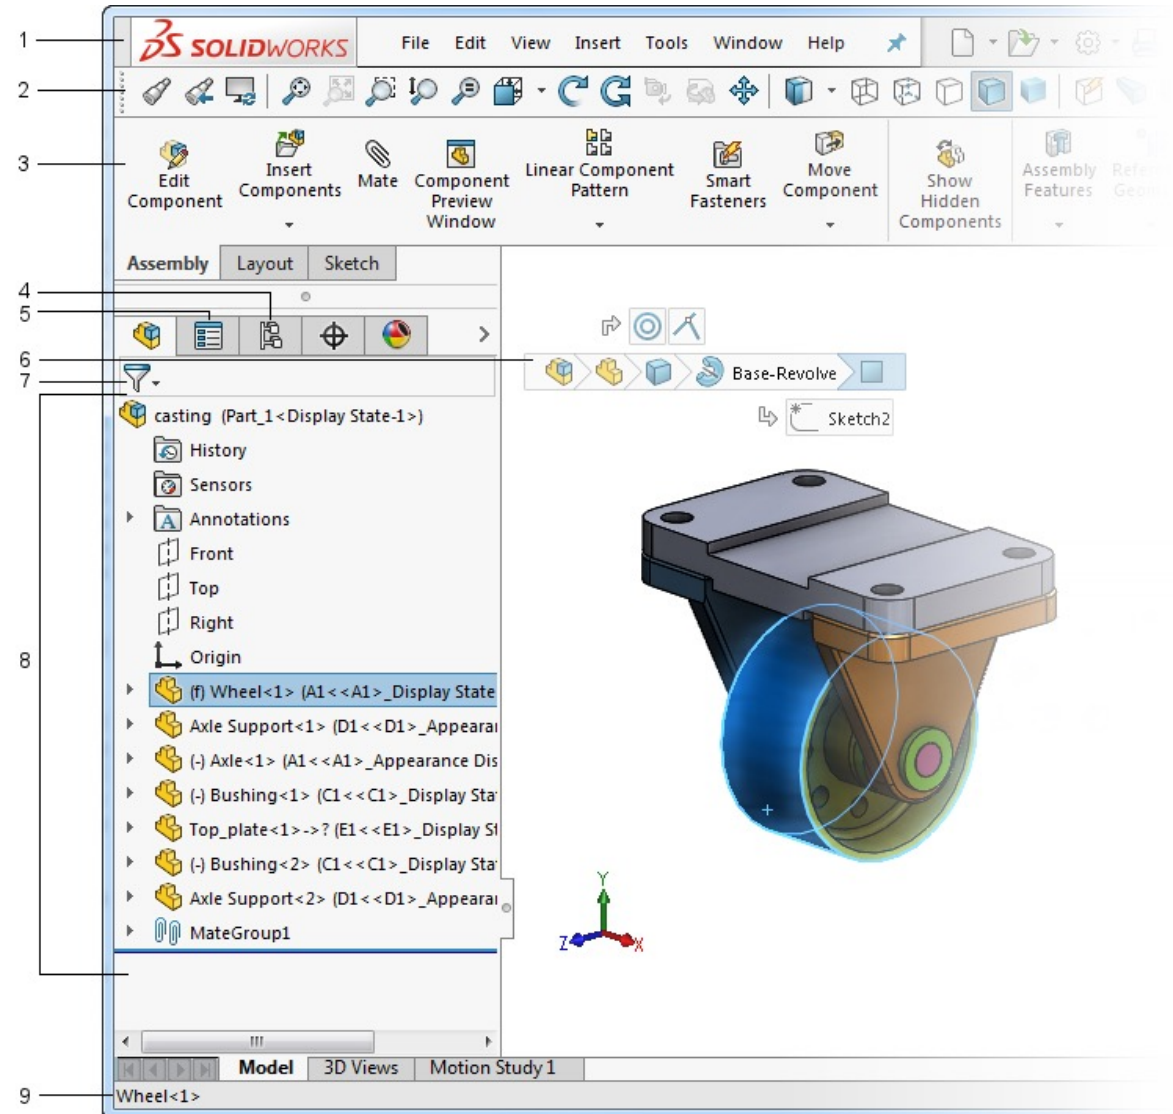 1
SOLIDWORKS File Edit View Insert Tools Window Help
2
3
Edit Component
Insert Components
Mate
Component Preview Window
Linear Component Pattern
Smart Fasteners
Move Component
Show Hidden Components
Assembly Features
Assembly Layout Sketch
4
5
6
7
Base-Revolve
Sketch2
casting (Part_1<Display State-1>)
History
Sensors
Annotations
Front
Top
Right
Origin
8
(f) Wheel<1> (A1<<A1>_Display State
Axle Support<1> (D1<<D1>_Appearan
(-) Axle<1> (A1<<A1>_Appearance Dis
(-) Bushing<1> (C1<<C1>_Display Sta
Top_plate<1>->? (E1<<E1>_Display St
(-) Bushing<2> (C1<<C1>_Display Sta
Axle Support<2> (D1<<D1>_Appearan
MateGroup1
Y
Z
X
Model 3D Views Motion Study 1
9
Wheel<1>